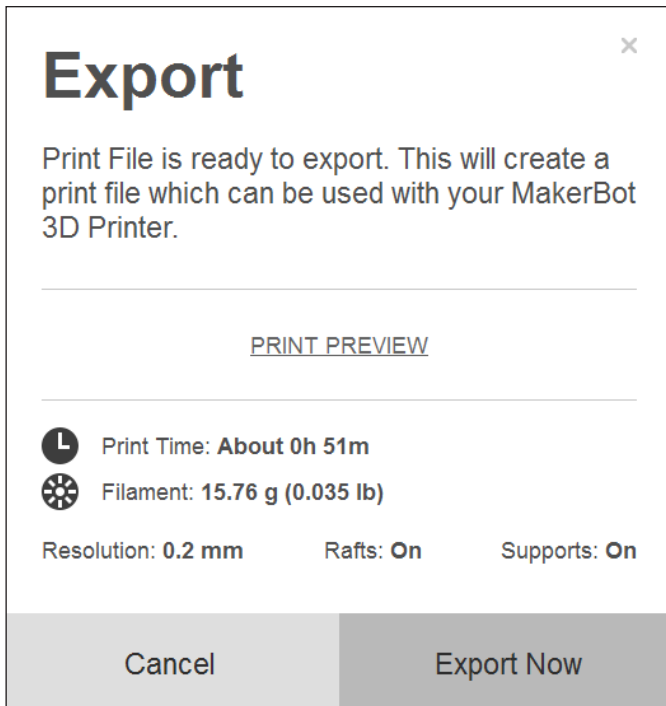 Export
Print File is ready to export. This will create a
print file which can be used with your MakerBot
3D Printer.
PRINT PREVIEW
Print Time: About 0h 51m
Filament: 15.76 g (0.035 lb)
Resolution: 0.2 mm Rafts: On Supports: On
Cancel Export Now